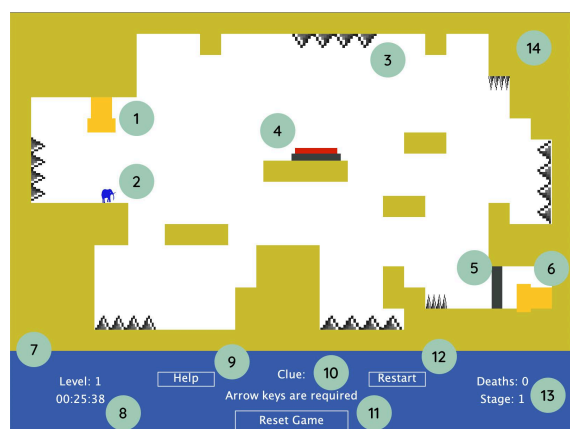 14
3
1
4
2
5
6
7
9
10
12
Level: 1
Help
Clue:
Restart
Deaths: 0
00:25:38
Arrow keys are required
Stage: 1
13
8
11
Reset Game